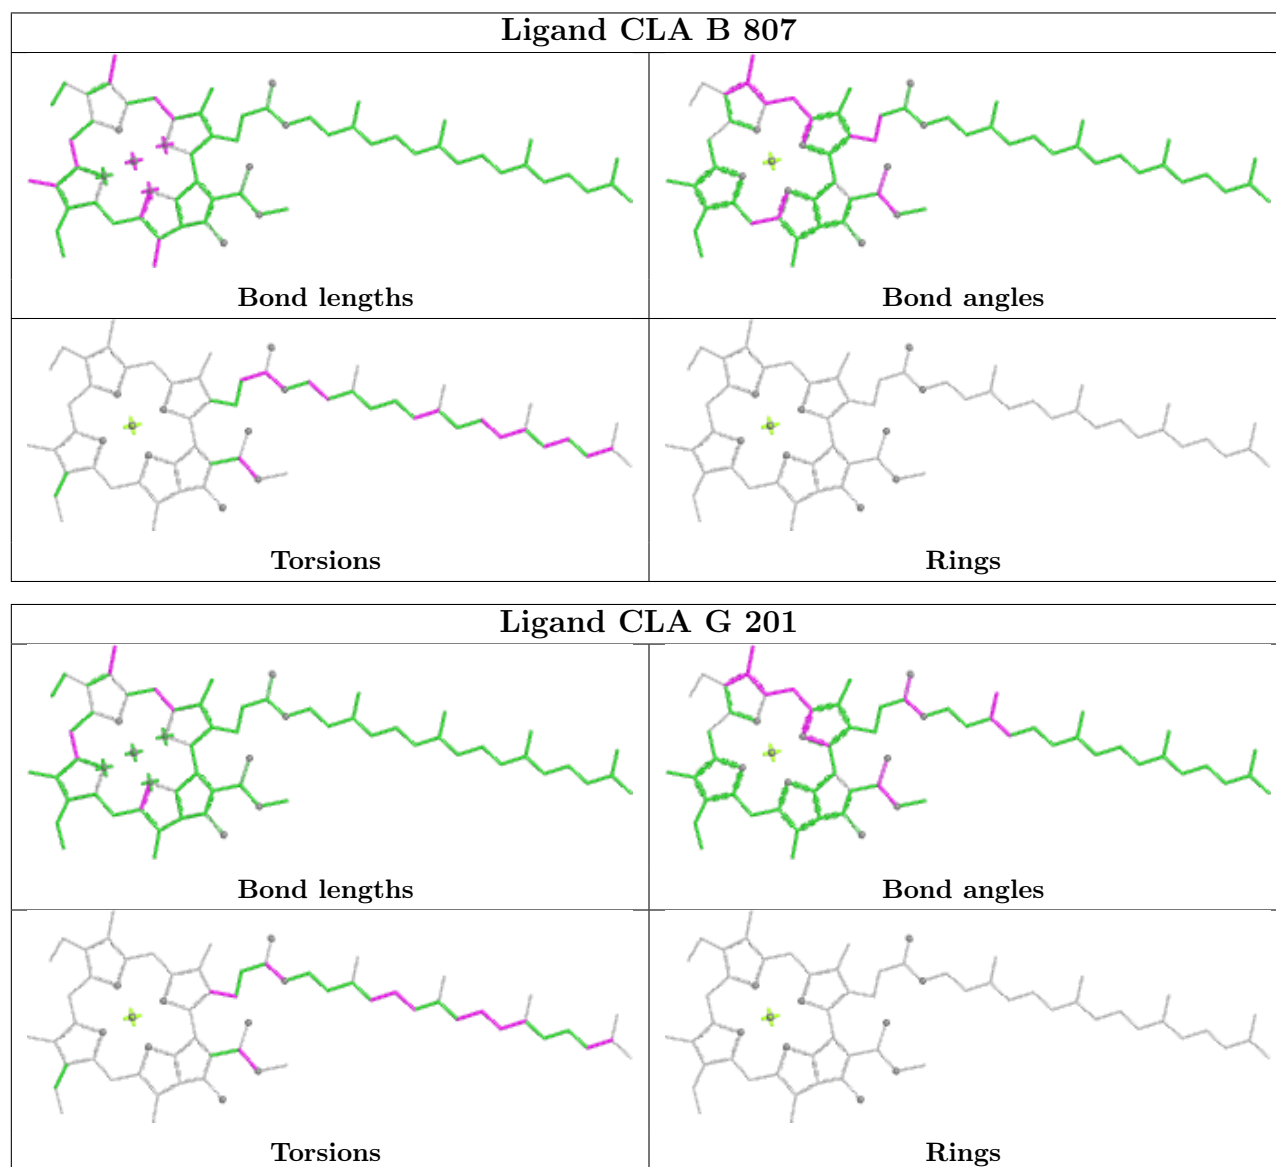 Ligand CLA B 807
Bond lengths
Bond angles
Torsions
Rings
Ligand CLA G 201
Bond lengths
Bond angles
Torsions
Rings